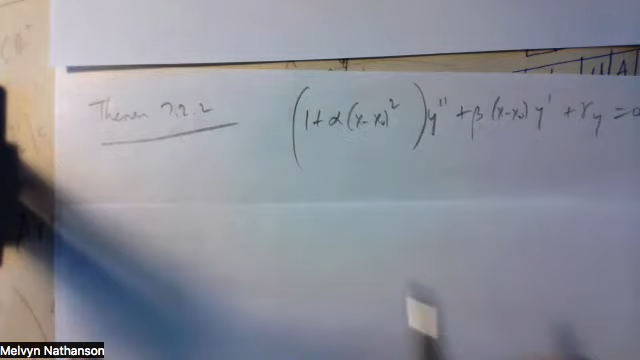 Theorem 7.2.2 (1+α(x-x₀)²)y'' + β(x-x₀)y' + γy = 0
Melvyn Nathanson